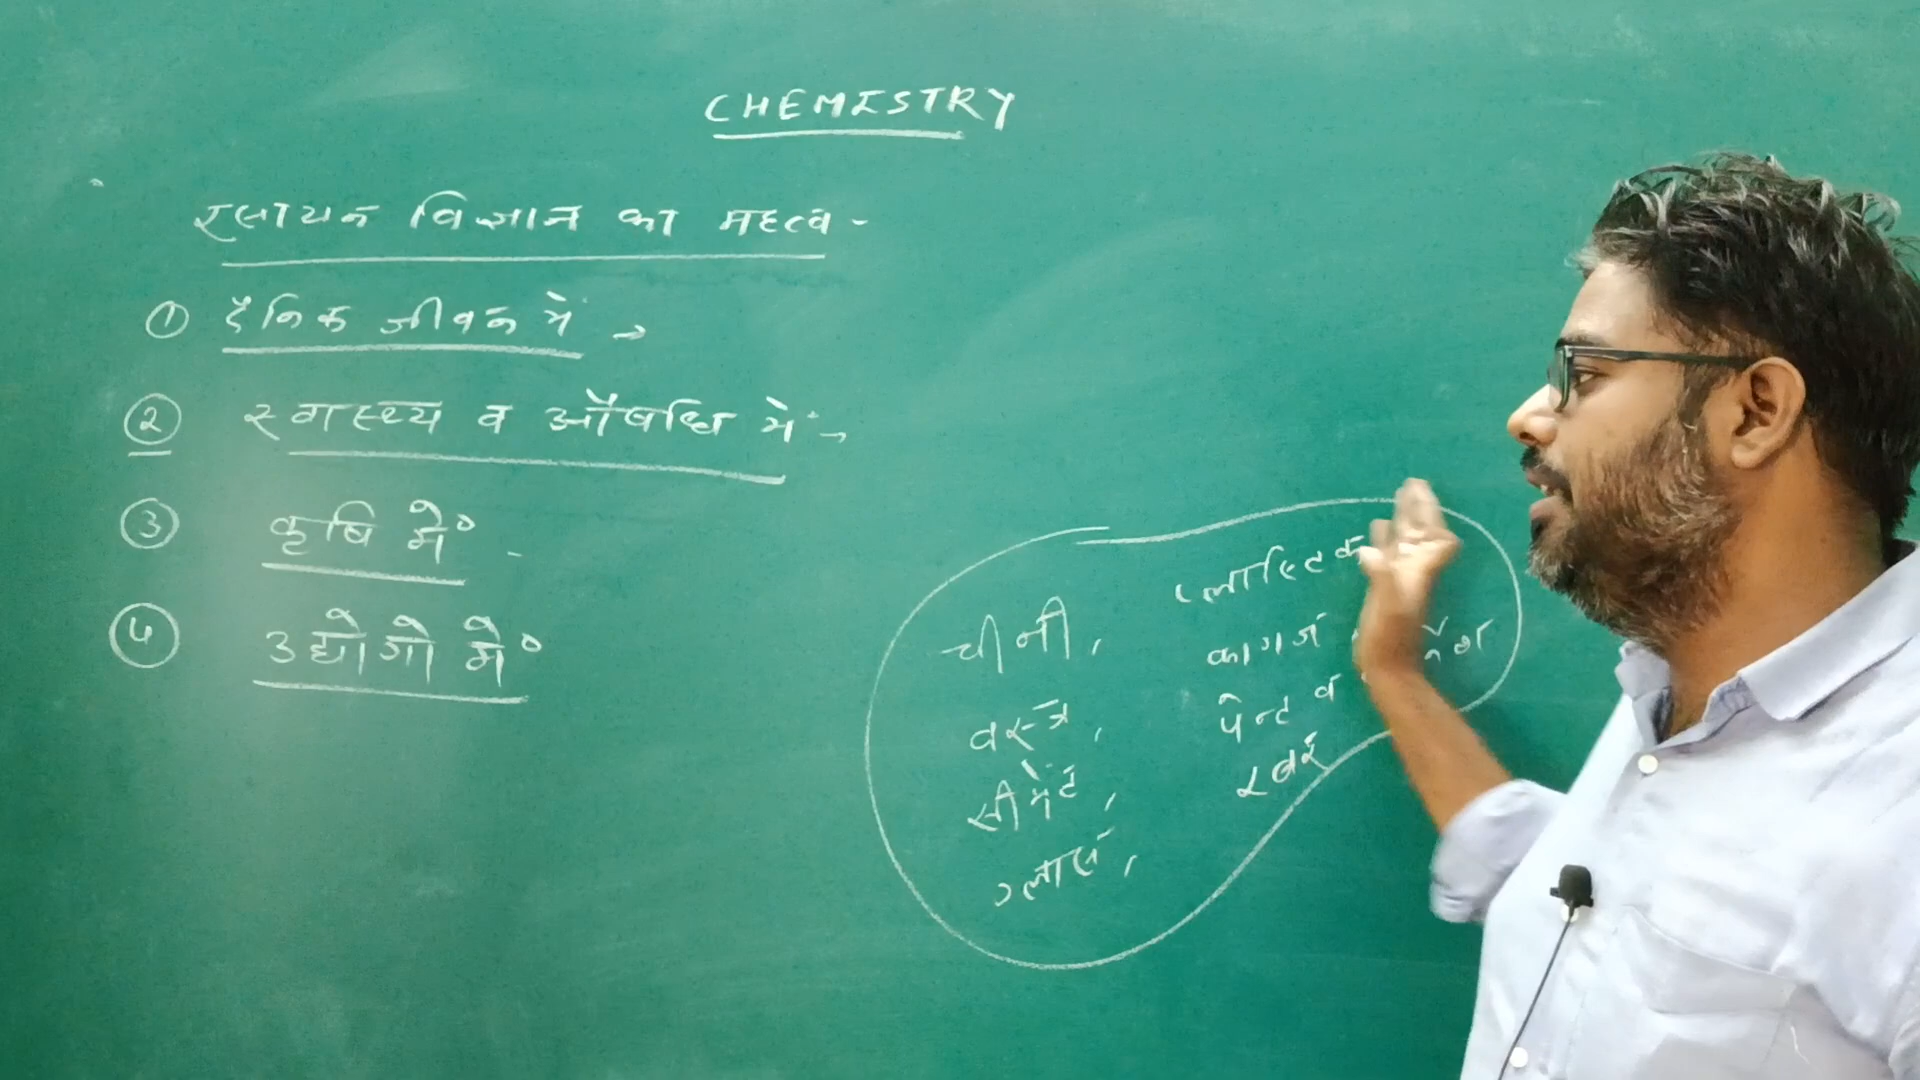 CHEMISTRY
रसायन विज्ञान का महत्व -
① दैनिक जीवन में →
② स्वास्थ्य व औषधि में →
③ कृषि में -
④ उद्योगो में
चीनी,
वस्त्र,
सीमेंट,
ग्लास,
प्लास्टिक
कागज
पेन्ट व
रबर